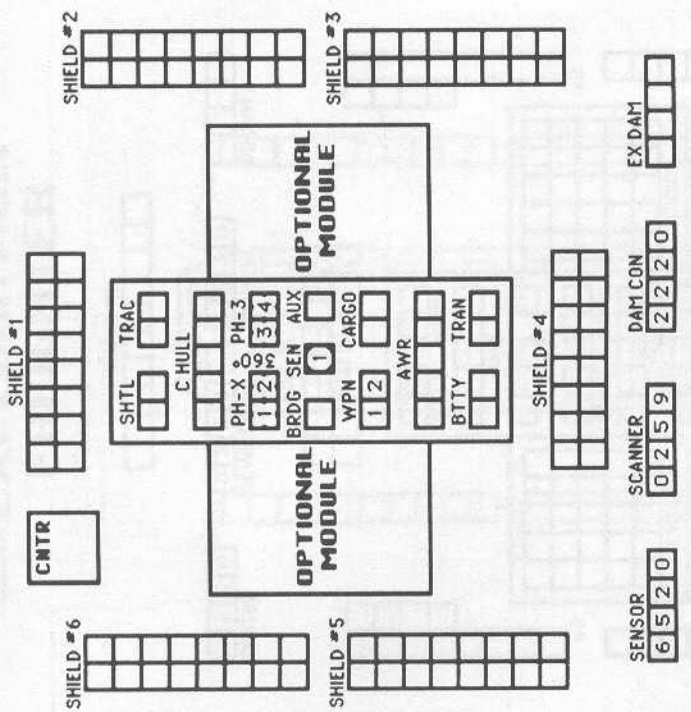 SHIELD #1
SHIELD #2
SHIELD #3
SHIELD #4
SHIELD #5
SHIELD #6
CNTR
SHTL TRAC
C HULL
PH-X 360° PH-3
1 2 3 4
BRDG SEN AUX
1
WPN CARGO
1 2
AWR
BTTY TRAN
OPTIONAL
MODULE
OPTIONAL
MODULE
SENSOR
6 5 2 0
SCANNER
0 2 5 9
DAM CON
2 2 2 0
EX DAM